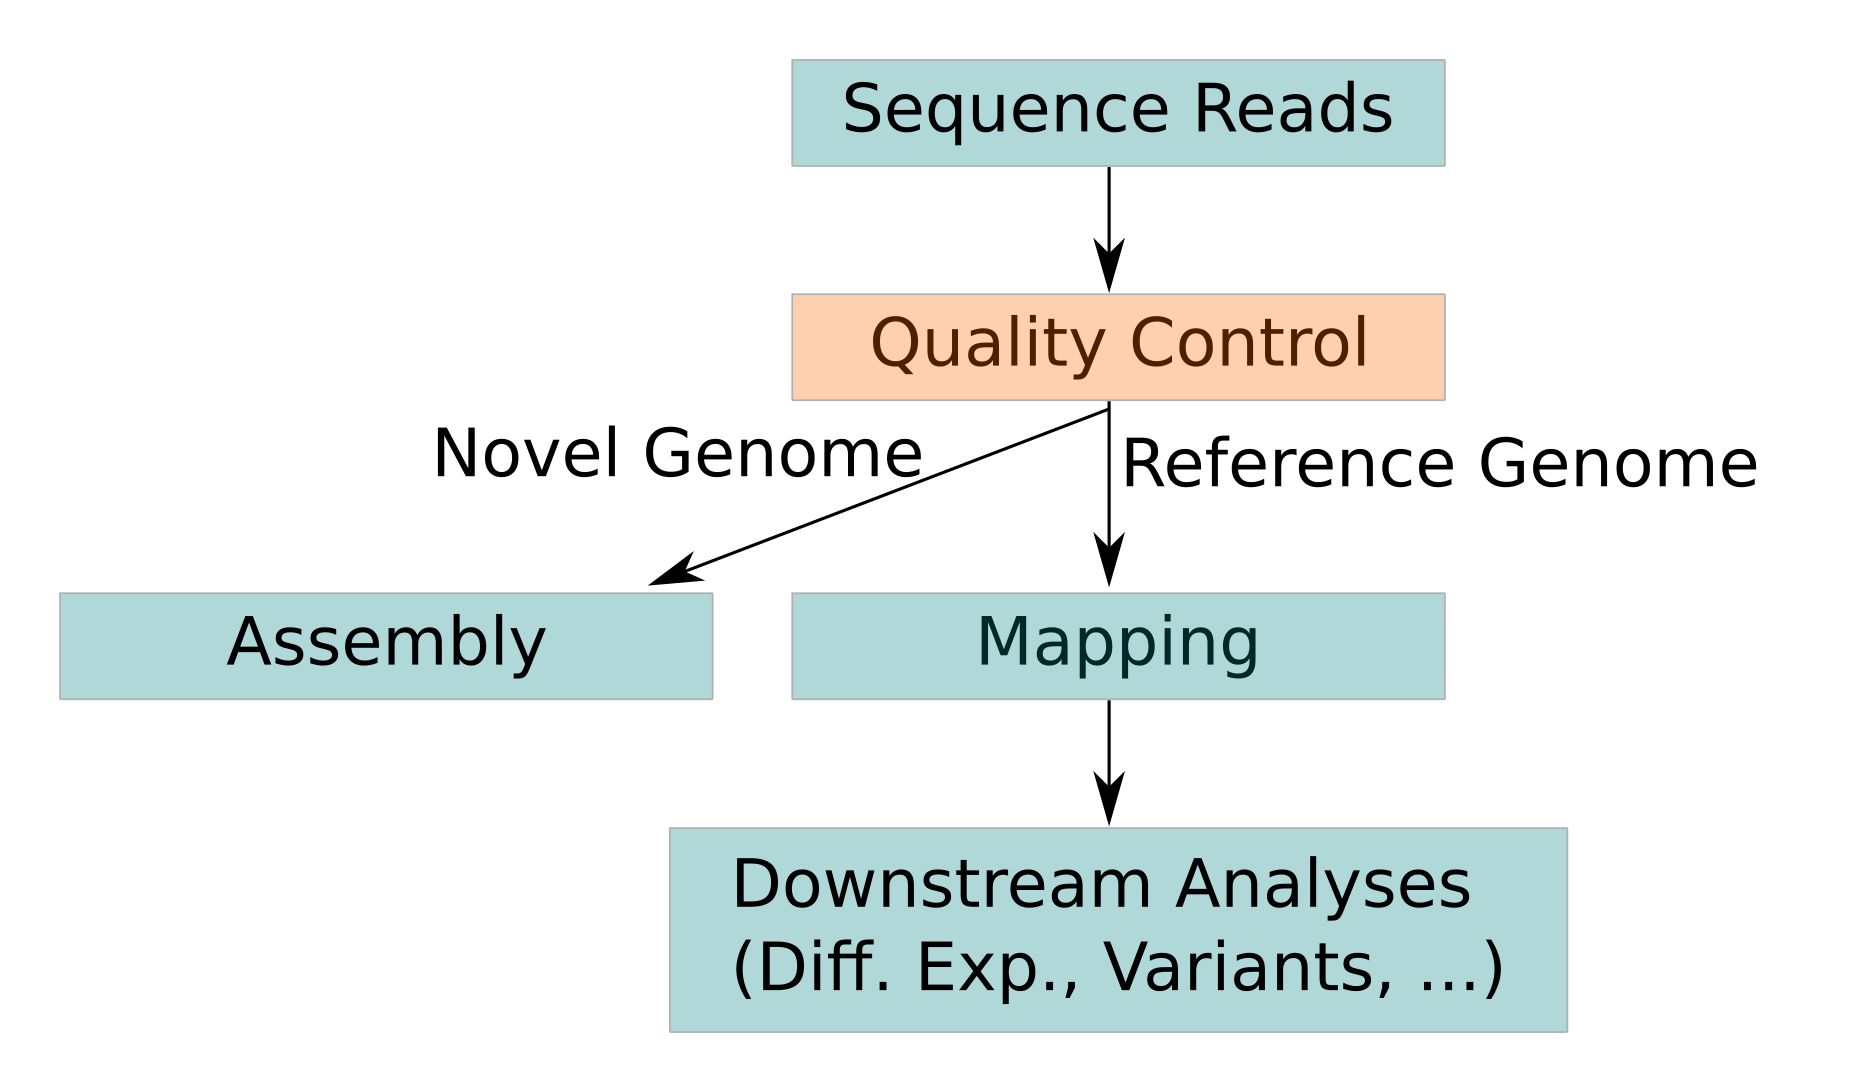 Sequence Reads
Quality Control
Novel Genome
Reference Genome
Assembly
Mapping
Downstream Analyses
(Diff. Exp., Variants, ...)